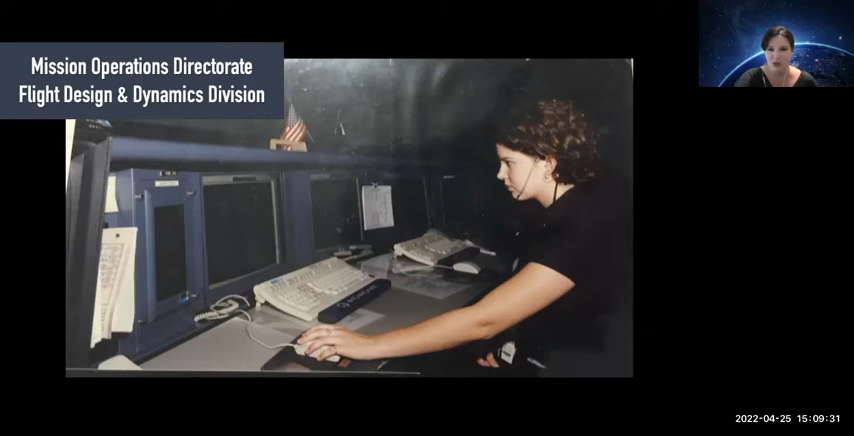 Mission Operations Directorate
Flight Design & Dynamics Division
2022-04-25 15:09:31